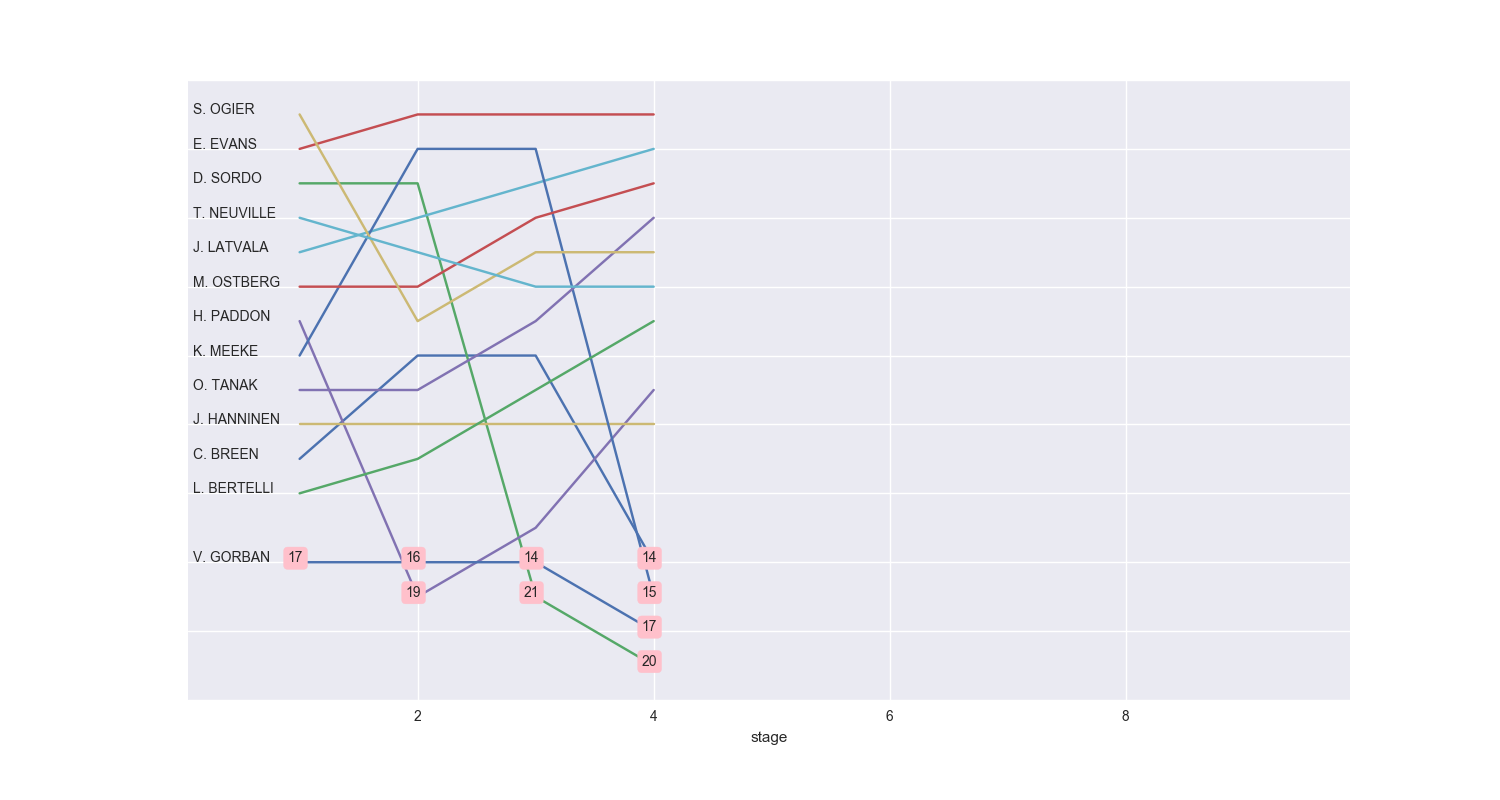 S. OGIER
E. EVANS
D. SORDO
T. NEUVILLE
J. LATVALA
M. OSTBERG
H. PADDON
K. MEEKE
O. TANAK
J. HANNINEN
C. BREEN
L. BERTELLI
V. GORBAN 17 16 14 14
19 21 15
17
20
2 4 6 8
stage